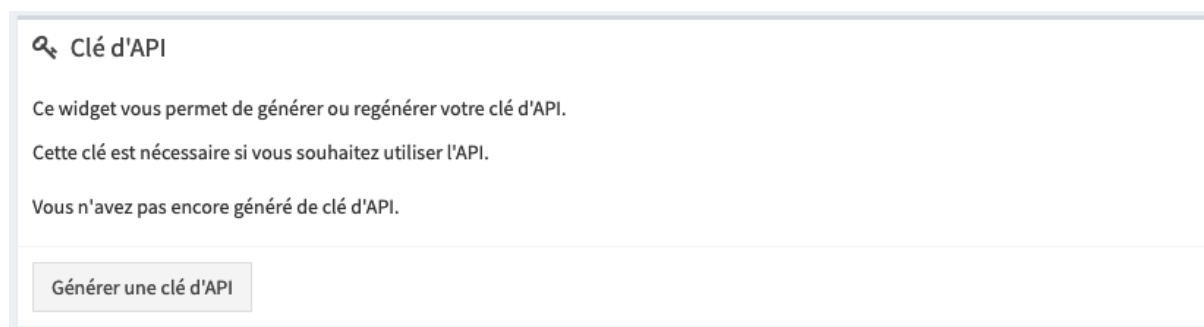 Clé d'API
Ce widget vous permet de générer ou regénérer votre clé d'API.
Cette clé est nécessaire si vous souhaitez utiliser l'API.
Vous n'avez pas encore généré de clé d'API.
Générer une clé d'API